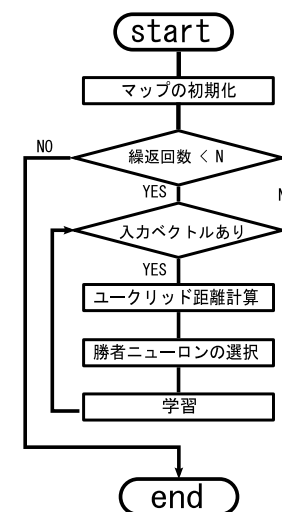 start
マップの初期化
繰返回数 < N
NO
YES
入力ベクトルあり
YES
ユークリッド距離計算
勝者ニューロンの選択
学習
end